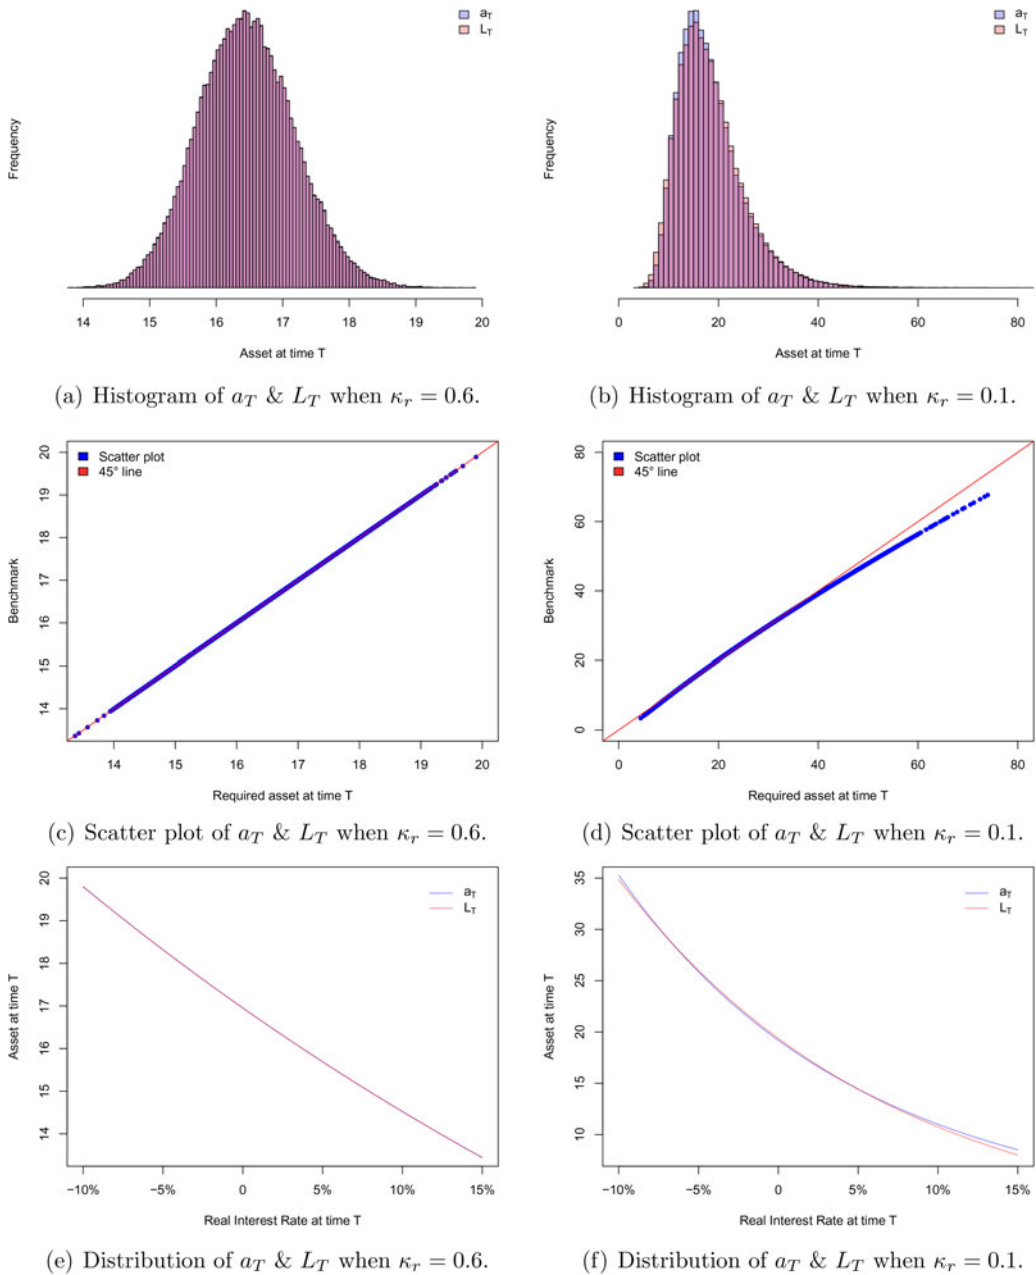 a_T
L_T
Frequency
14 15 16 17 18 19 20
Asset at time T
(a) Histogram of a_T & L_T when κ_r = 0.6.
a_T
L_T
Frequency
0 20 40 60 80
Asset at time T
(b) Histogram of a_T & L_T when κ_r = 0.1.
Scatter plot
45° line
Benchmark
20
19
18
17
16
15
14
14 15 16 17 18 19 20
Required asset at time T
(c) Scatter plot of a_T & L_T when κ_r = 0.6.
Scatter plot
45° line
Benchmark
80
60
40
20
0
0 20 40 60 80
Required asset at time T
(d) Scatter plot of a_T & L_T when κ_r = 0.1.
a_T
L_T
Asset at time T
20
19
18
17
16
15
14
−10% −5% 0 5% 10% 15%
Real Interest Rate at time T
(e) Distribution of a_T & L_T when κ_r = 0.6.
a_T
L_T
Asset at time T
35
30
25
20
15
10
−10% −5% 0 5% 10% 15%
Real Interest Rate at time T
(f) Distribution of a_T & L_T when κ_r = 0.1.